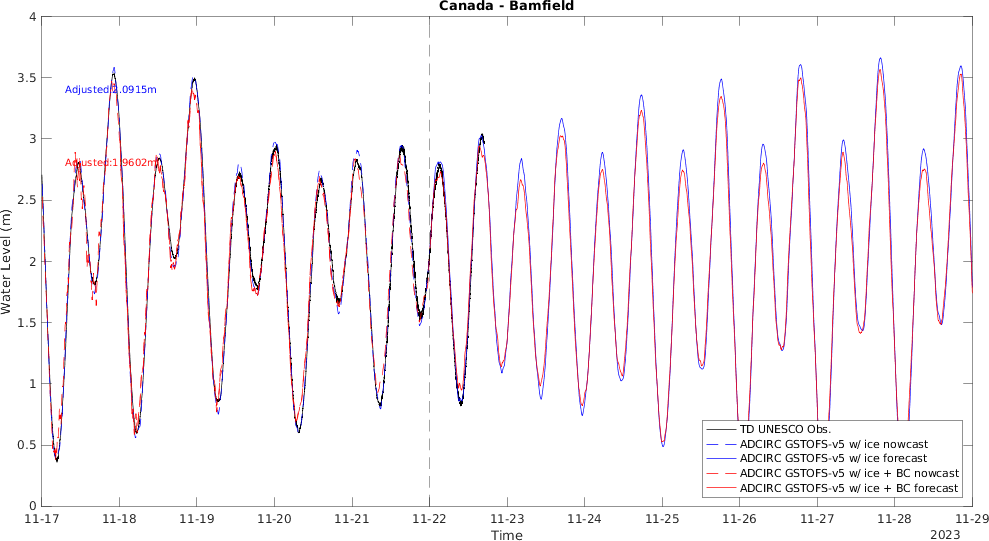 Canada - Bamfield
4
3.5
3
2.5
2
1.5
1
0.5
0
Water Level (m)
Adjusted:2.0915m
Adjusted:1.9602m
TD UNESCO Obs.
ADCIRC GSTOFS-v5 w/ ice nowcast
ADCIRC GSTOFS-v5 w/ ice forecast
ADCIRC GSTOFS-v5 w/ ice + BC nowcast
ADCIRC GSTOFS-v5 w/ ice + BC forecast
11-17 11-18 11-19 11-20 11-21 11-22 11-23 11-24 11-25 11-26 11-27 11-28 11-29
Time
2023